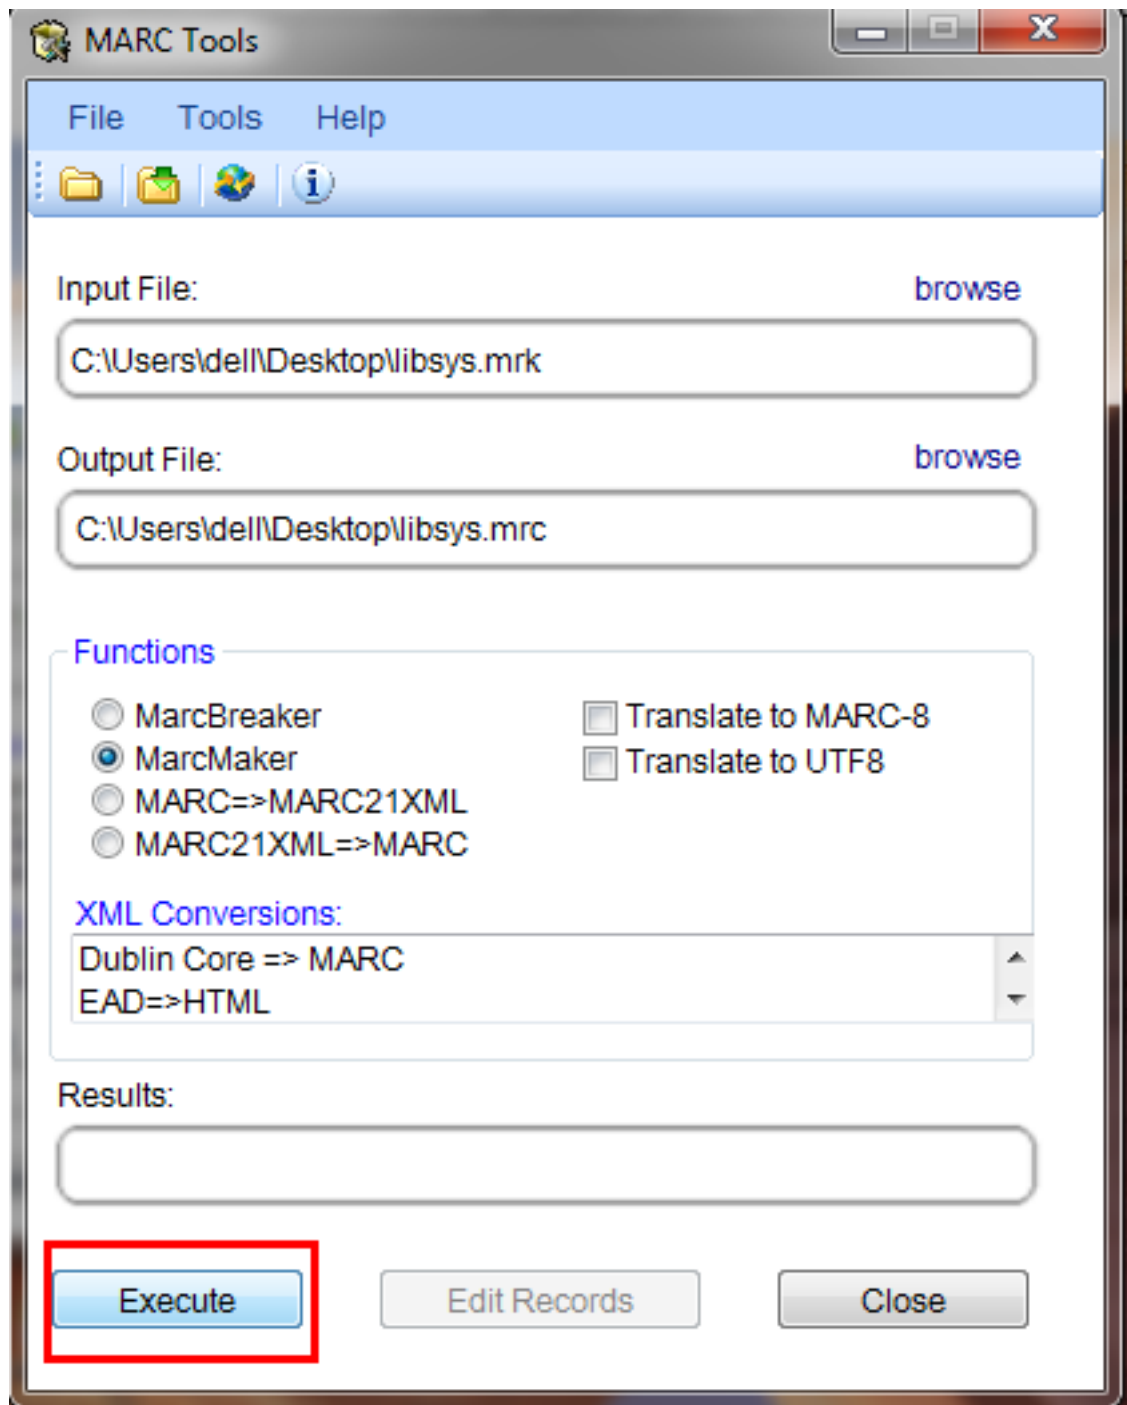 MARC Tools
File Tools Help
Input File: browse
C:\Users\dell\Desktop\libsys.mrk
Output File: browse
C:\Users\dell\Desktop\libsys.mrc
Functions
MarcBreaker Translate to MARC-8
MarcMaker Translate to UTF8
MARC=>MARC21XML
MARC21XML=>MARC
XML Conversions:
Dublin Core => MARC
EAD=>HTML
Results:
Execute Edit Records Close